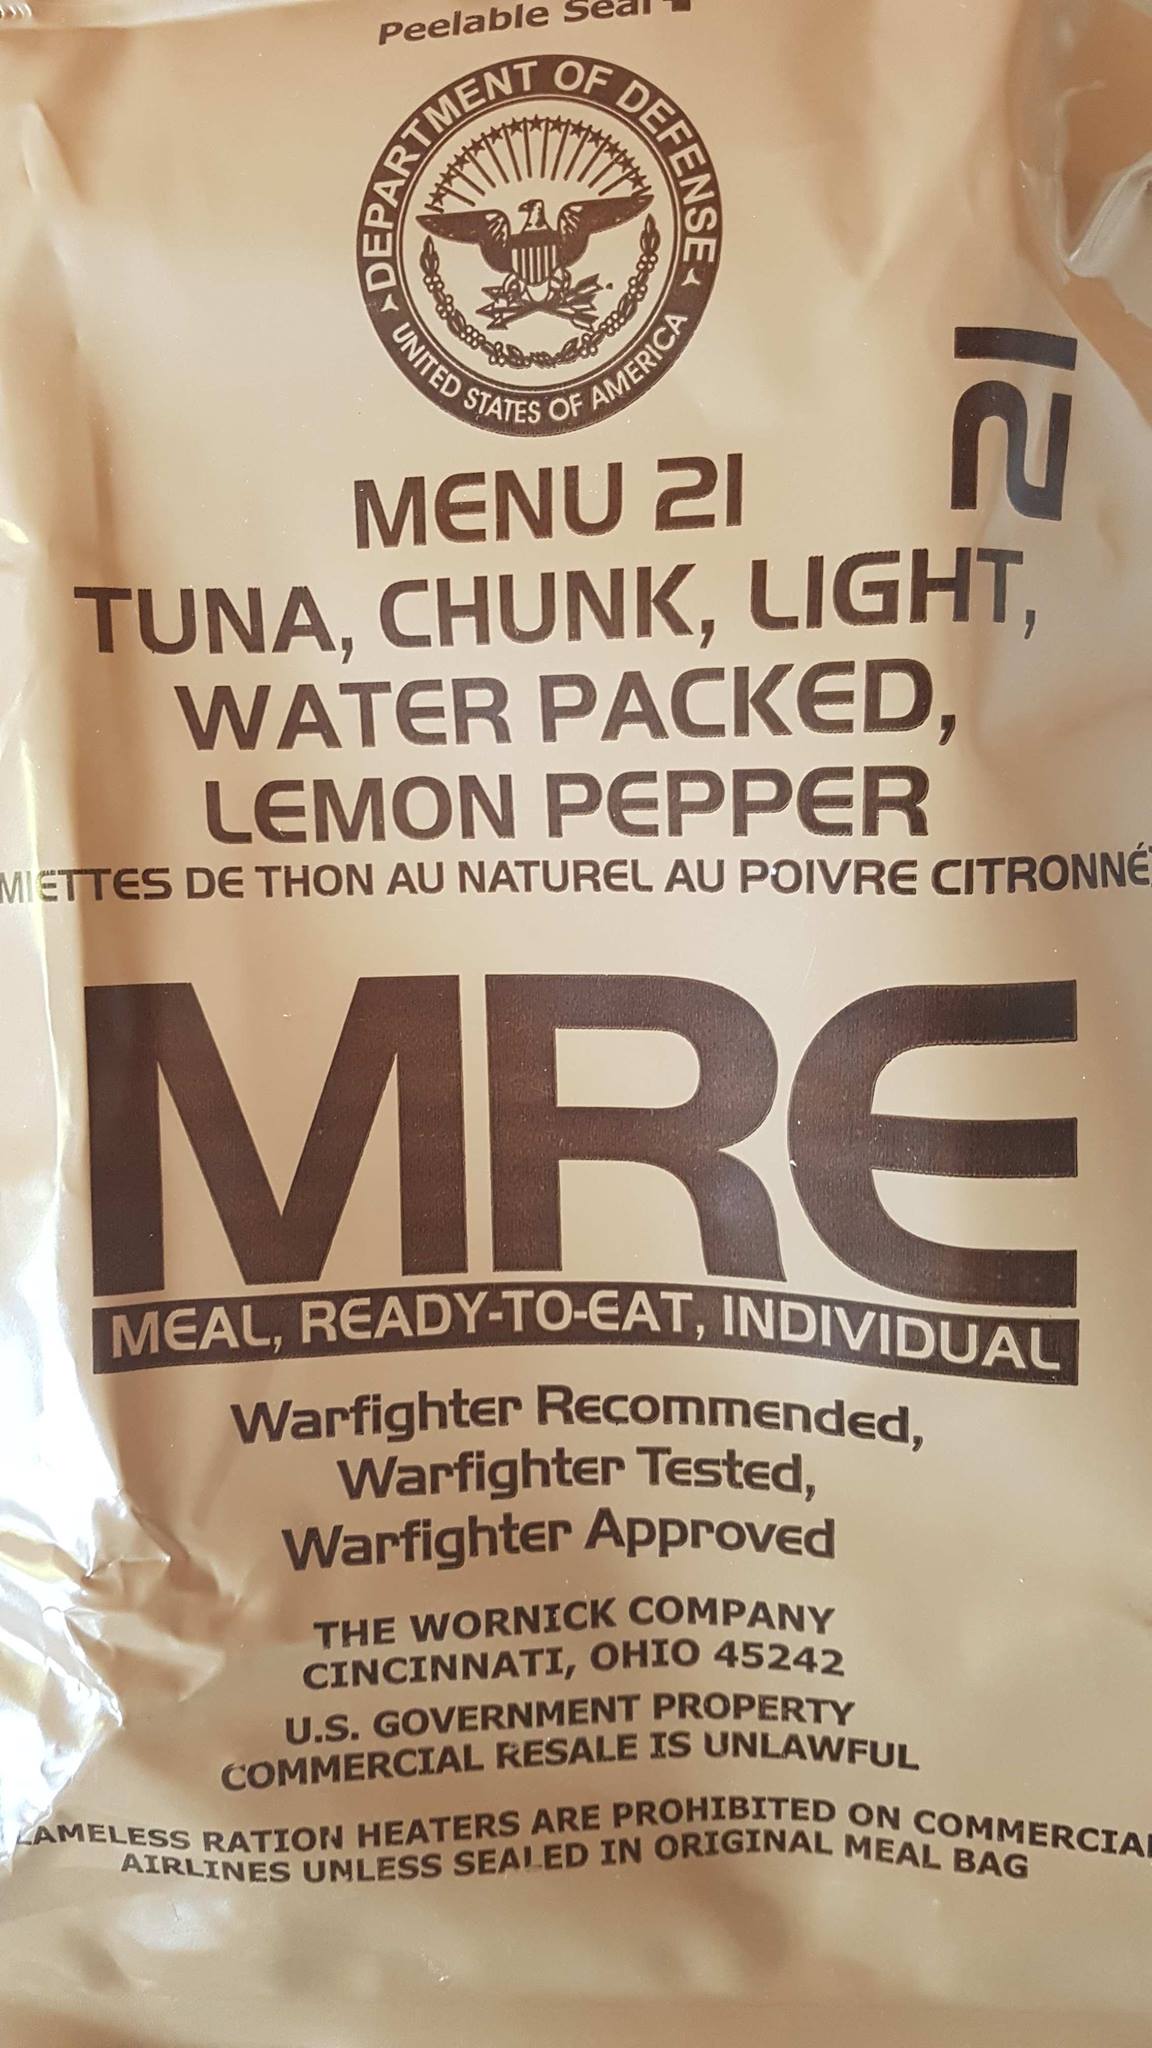 Peelable Seal
DEPARTMENT OF DEFENSE
UNITED STATES OF AMERICA
21
MENU 21
TUNA, CHUNK, LIGHT,
WATER PACKED,
LEMON PEPPER
MIETTES DE THON AU NATUREL AU POIVRE CITRONNÉ
MRE
MEAL, READY-TO-EAT, INDIVIDUAL
Warfighter Recommended,
Warfighter Tested,
Warfighter Approved
THE WORNICK COMPANY
CINCINNATI, OHIO 45242
U.S. GOVERNMENT PROPERTY
COMMERCIAL RESALE IS UNLAWFUL
LAMELESS RATION HEATERS ARE PROHIBITED ON COMMERCIAL
AIRLINES UNLESS SEALED IN ORIGINAL MEAL BAG